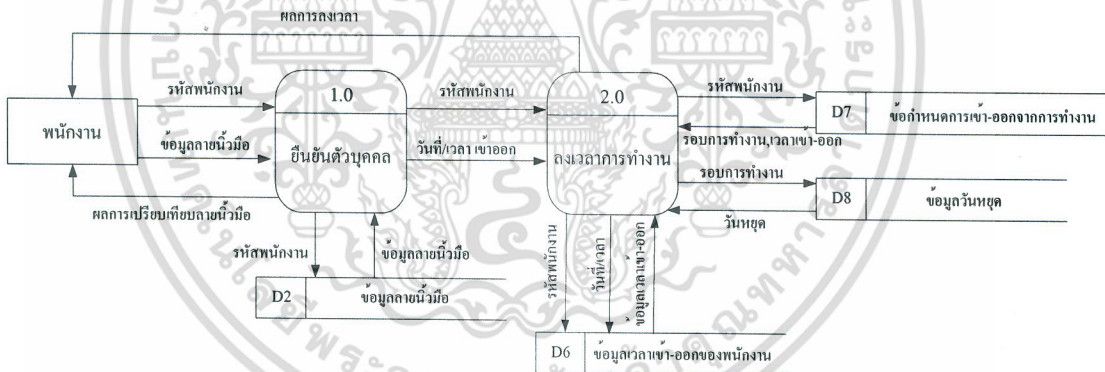 ผลการลงเวลา
รหัสพนักงาน
1.0
รหัสพนักงาน
2.0
รหัสพนักงาน
D7
ข้อกำหนดการเข้า-ออกจากการทำงาน
พนักงาน
ข้อมูลลายนิ้วมือ
ยืนยันตัวบุคคล
วันที่/เวลา เข้าออก
ลงเวลาการทำงาน
รอบการทำงาน,เวลาเข้า-ออก
รอบการทำงาน
D8
ข้อมูลวันหยุด
ผลการเปรียบเทียบลายนิ้วมือ
วันหยุด
รหัสพนักงาน
ข้อมูลลายนิ้วมือ
รหัสพนักงาน
วันที่/เวลา
ข้อมูลเวลาเข้า-ออก
D2
ข้อมูลลายนิ้วมือ
D6
ข้อมูลเวลาเข้า-ออกของพนักงาน